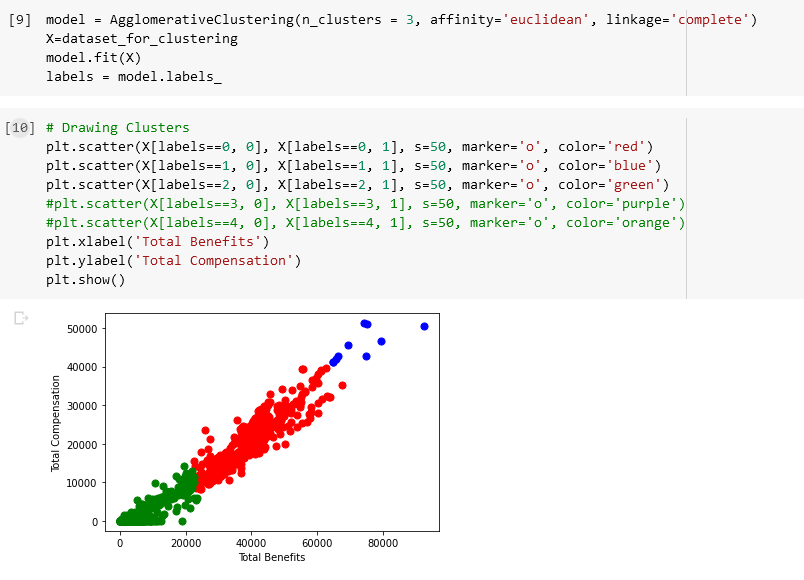 [9] model = AgglomerativeClustering(n_clusters = 3, affinity='euclidean', linkage='complete')
X=dataset_for_clustering
model.fit(X)
labels = model.labels_
[10] # Drawing Clusters
plt.scatter(X[labels==0, 0], X[labels==0, 1], s=50, marker='o', color='red')
plt.scatter(X[labels==1, 0], X[labels==1, 1], s=50, marker='o', color='blue')
plt.scatter(X[labels==2, 0], X[labels==2, 1], s=50, marker='o', color='green')
#plt.scatter(X[labels==3, 0], X[labels==3, 1], s=50, marker='o', color='purple')
#plt.scatter(X[labels==4, 0], X[labels==4, 1], s=50, marker='o', color='orange')
plt.xlabel('Total Benefits')
plt.ylabel('Total Compensation')
plt.show()
50000
40000
30000
20000
10000
0
Total Compensation
0 20000 40000 60000 80000
Total Benefits